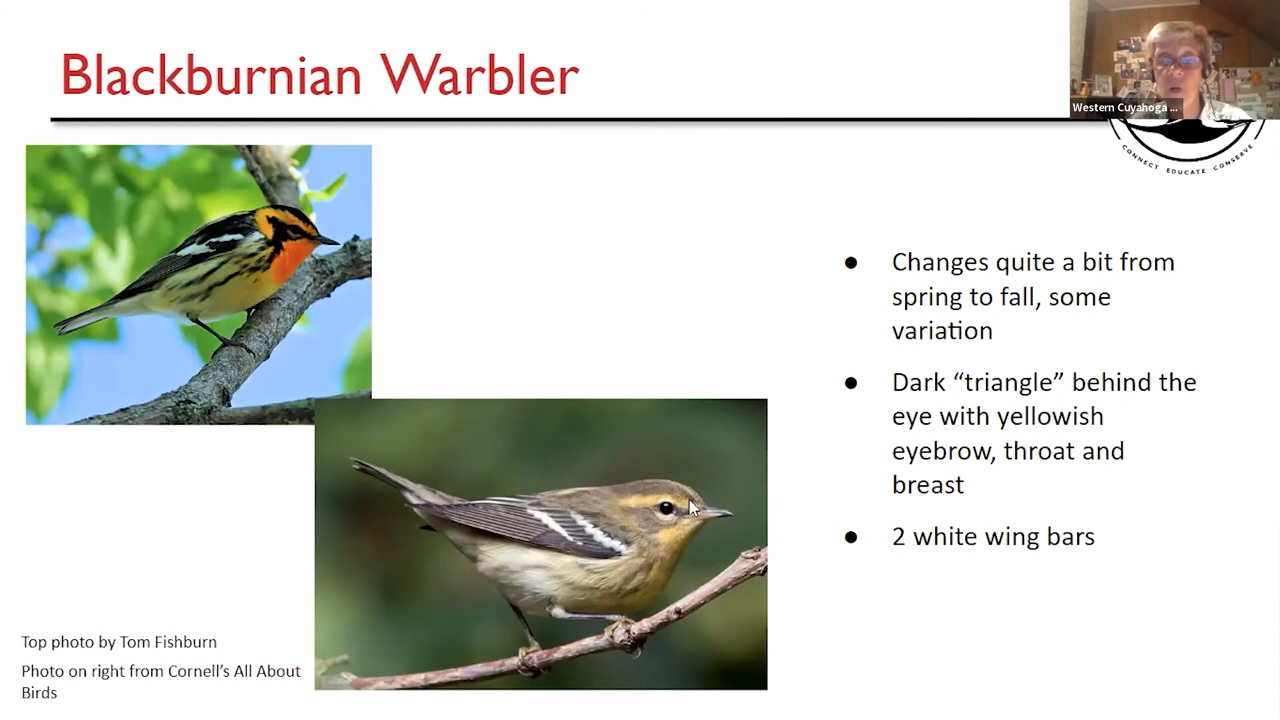 Blackburnian Warbler
Western Cuyahoga ...
CONNECT EDUCATE CONSERVE
● Changes quite a bit from
spring to fall, some
variation
● Dark “triangle” behind the
eye with yellowish
eyebrow, throat and
breast
● 2 white wing bars
Top photo by Tom Fishburn
Photo on right from Cornell’s All About
Birds